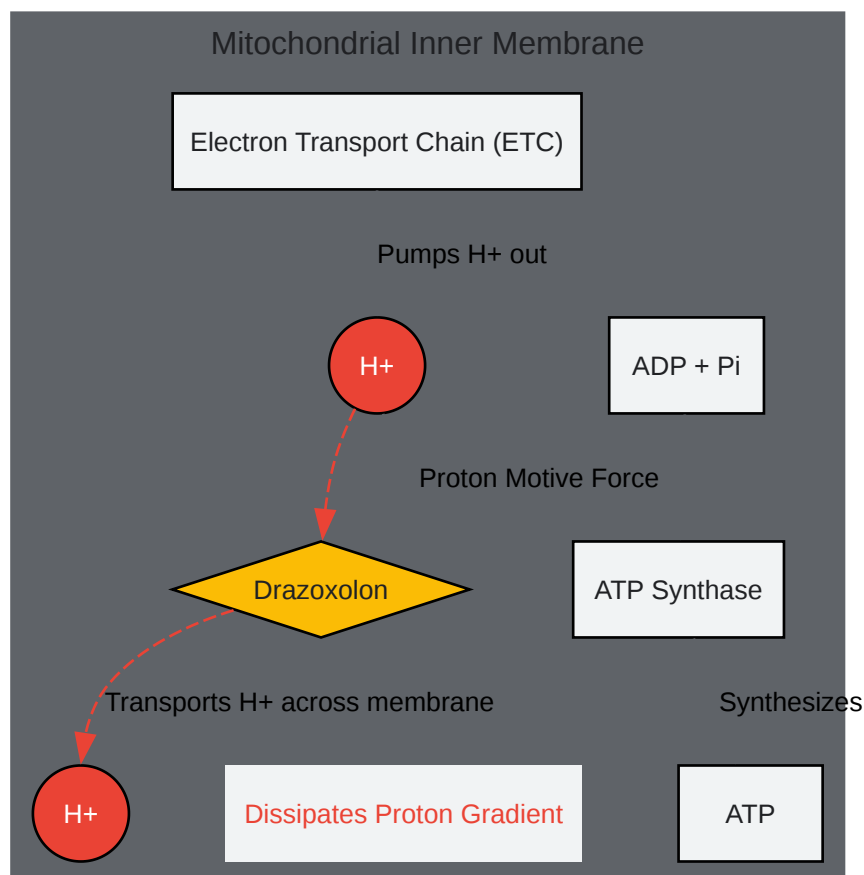 Mitochondrial Inner Membrane
Electron Transport Chain (ETC)
Pumps H+ out
H+
ADP + Pi
Proton Motive Force
Drazoxolon
ATP Synthase
Transports H+ across membrane
Synthesizes
H+
Dissipates Proton Gradient
ATP